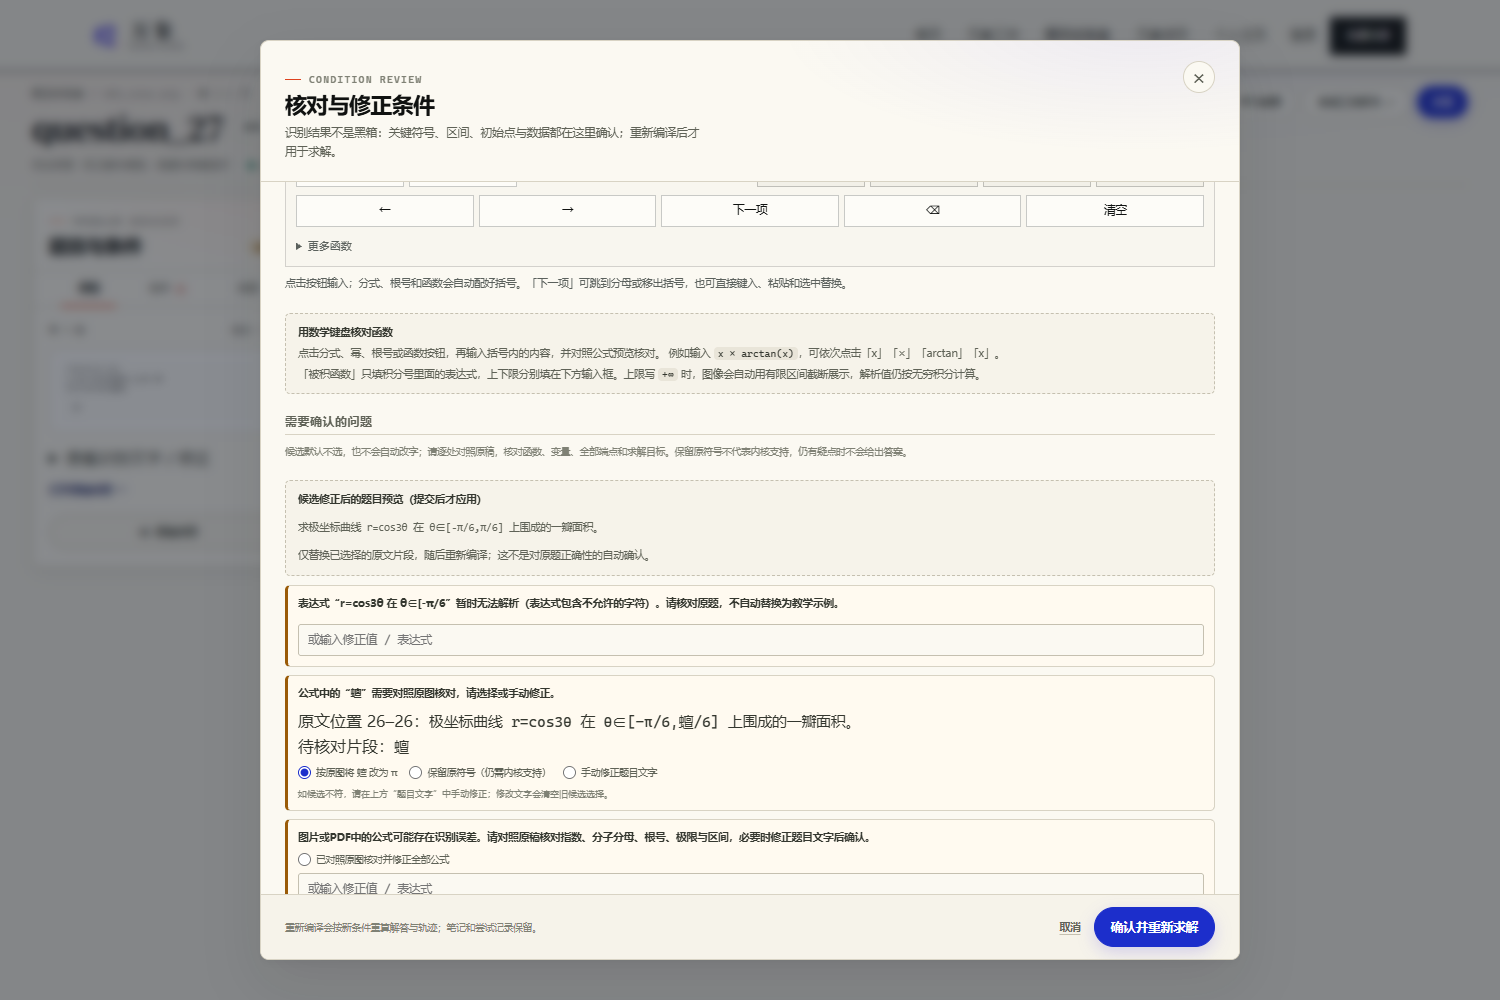 question_27
CONDITION REVIEW
核对与修正条件
识别结果不是黑箱：关键符号、区间、初始点与数据都在这里确认；重新编译后才
用于求解。
← → 下一项 ⌫ 清空
▶ 更多函数
点击按钮输入；分式、根号和函数会自动配好括号。「下一项」可跳到分母或移出括号，也可直接键入、粘贴和选中替换。
用数学键盘核对函数
点击分式、幂、根号或函数按钮，再输入括号内的内容，并对照公式预览核对。 例如输入 x × arctan(x)，可依次点击「x」「×」「arctan」「x」。
「被积函数」只填积分号里面的表达式，上下限分别填在下方输入框。上限写 +∞ 时，图像会自动用有限区间截断展示，解析值仍按无穷积分计算。
需要确认的问题
候选默认不选，也不会自动改字；请逐处对照原稿，核对函数、变量、全部端点和求解目标。保留原符号不代表内核支持，仍有疑点时不会给出答案。
候选修正后的题目预览（提交后才应用）
求极坐标曲线 r=cos3θ 在 θ∈[-π/6,π/6] 上围成的一瓣面积。
仅替换已选择的原文片段，随后重新编译；这不是对原题正确性的自动确认。
表达式“r=cos3θ 在 θ∈[-π/6”暂时无法解析（表达式包含不允许的字符）。请核对原题，不自动替换为教学示例。
或输入修正值 / 表达式
公式中的“蟺”需要对照原图核对，请选择或手动修正。
原文位置 26–26：极坐标曲线 r=cos3θ 在 θ∈[-π/6,蟺/6] 上围成的一瓣面积。
待核对片段：蟺
按原图将 蟺 改为 π 保留原符号（仍需内核支持） 手动修正题目文字
如候选不符，请在上方“题目文字”中手动修正；修改文字会清空旧候选选择。
图片或PDF中的公式可能存在识别误差。请对照原稿核对指数、分子分母、根号、极限与区间，必要时修正题目文字后确认。
已对照原图核对并修正全部公式
或输入修正值 / 表达式
重新编译会按新条件重算解答与轨迹；笔记和尝试记录保留。
取消 确认并重新求解